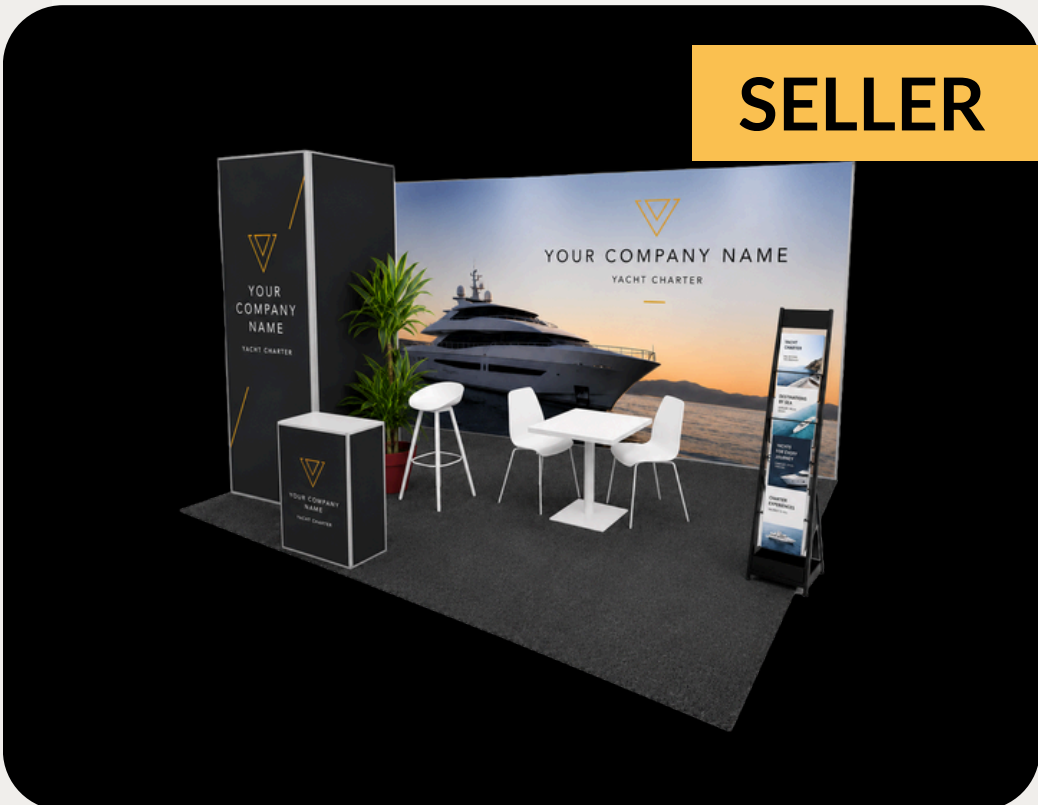 SELLER
YOUR
COMPANY
NAME
YACHT CHARTER
YOUR COMPANY NAME
YACHT CHARTER
YOUR COMPANY
NAME
YACHT CHARTER
YACHT
CHARTER
DESTINATIONS
BY SEA
YACHTS
FOR EVERY
JOURNEY
CHARTER
EXPERIENCES